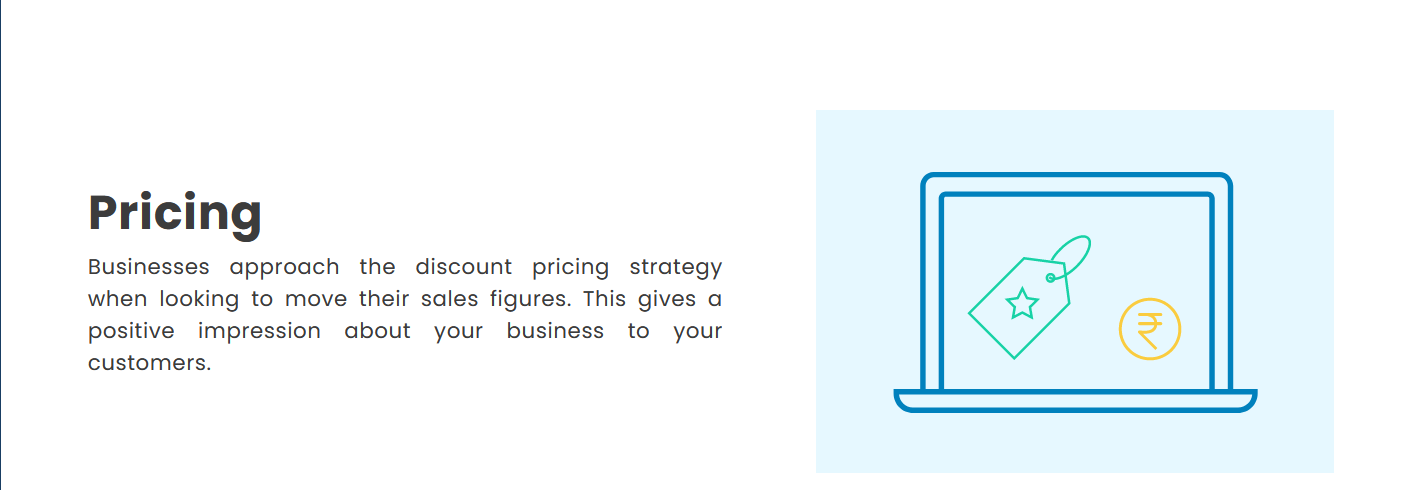 Pricing
Businesses approach the discount pricing strategy
when looking to move their sales figures. This gives a
positive impression about your business to your
customers.
₹